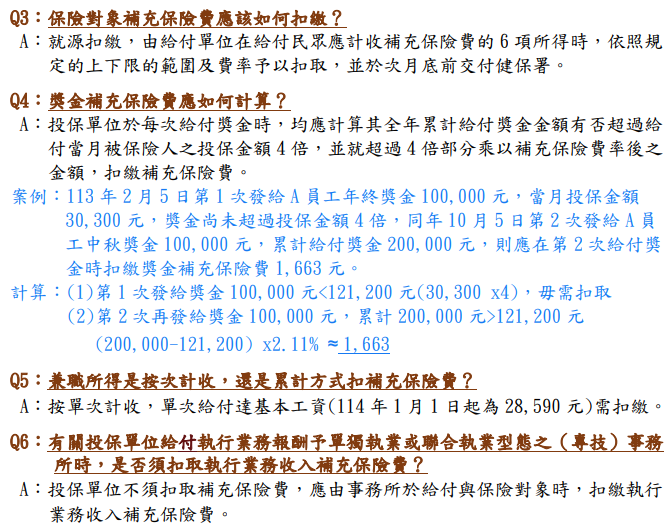 Q3：保險對象補充保險費應該如何扣繳？
A：就源扣繳，由給付單位在給付民眾應計收補充保險費的 6 項所得時，依照規
定的上下限的範圍及費率予以扣取，並於次月底前交付健保署。
Q4：獎金補充保險費應如何計算？
A：投保單位於每次給付獎金時，均應計算其全年累計給付獎金金額有否超過給
付當月被保險人之投保金額 4 倍，並就超過 4 倍部分乘以補充保險費率後之
金額，扣繳補充保險費。
案例：113 年 2 月 5 日第 1 次發給 A 員工年終獎金 100,000 元，當月投保金額
30,300 元，獎金尚未超過投保金額 4 倍，同年 10 月 5 日第 2 次發給 A 員
工中秋獎金 100,000 元，累計給付獎金 200,000 元，則應在第 2 次給付獎
金時扣繳獎金補充保險費 1,663 元。
計算：(1)第 1 次發給獎金 100,000 元<121,200 元(30,300 x4)，毋需扣取
(2)第 2 次再發給獎金 100,000 元，累計 200,000 元>121,200 元
(200,000-121,200) x2.11% ≈ 1,663
Q5：兼職所得是按次計收，還是累計方式扣補充保險費？
A：按單次計收，單次給付達基本工資(114 年 1 月 1 日起為 28,590 元)需扣繳。
Q6：有關投保單位給付執行業務報酬予單獨執業或聯合執業型態之（專技）事務
所時，是否須扣取執行業務收入補充保險費？
A：投保單位不須扣取補充保險費，應由事務所於給付與保險對象時，扣繳執行
業務收入補充保險費。